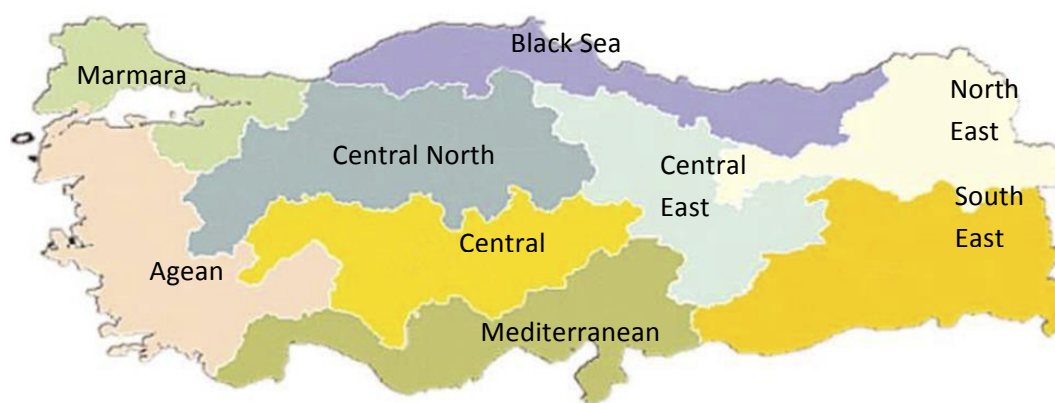 Black Sea
Marmara
North
East
Central North
Central
East
South
East
Central
Agean
Mediterranean